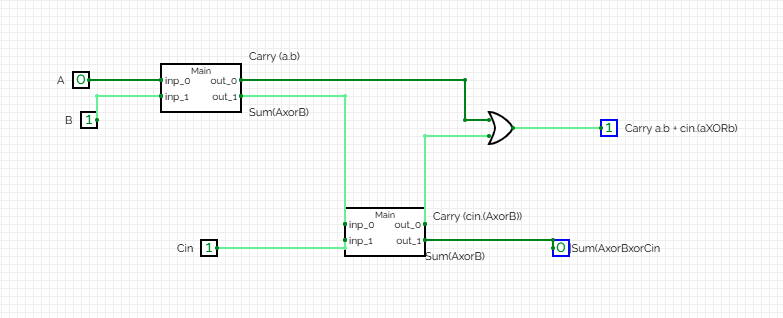 Carry (a.b)
Main
A 0 inp_0 out_0
inp_1 out_1
B 1
Sum(AxorB)
1 Carry a.b + cin.(aXORb)
Main
Carry (cin.(AxorB))
inp_0 out_0
inp_1 out_1
Cin 1
0 Sum(AxorBxorCin
Sum(AxorB)